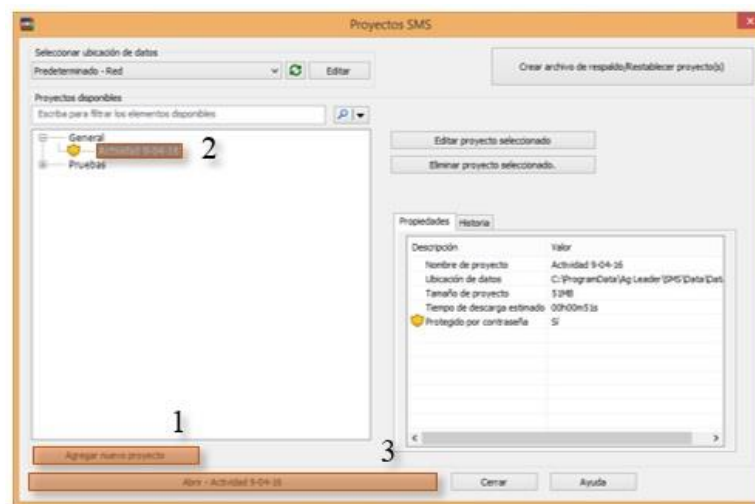 Proyectos SMS
Seleccionar ubicación de datos
Predeterminado - Red
Editar
Crear archivo de respaldo/Restablecer proyecto(s)
Proyectos disponibles
Escriba para filtrar los elementos disponibles
General
Actividad 9-04-16
2
Pruebas
Editar proyecto seleccionado
Eliminar proyecto seleccionado.
Propiedades Historia
Descripción Valor
Nombre de proyecto Actividad 9-04-16
Ubicación de datos C:\ProgramData\Ag Leader\SMS\Data\Dat
Tamaño de proyecto 51MB
Tiempo de descarga estimado 00h00m51s
Protegido por contraseña Sí
1
Agregar nuevo proyecto
3
Abrir - Actividad 9-04-16
Cerrar
Ayuda